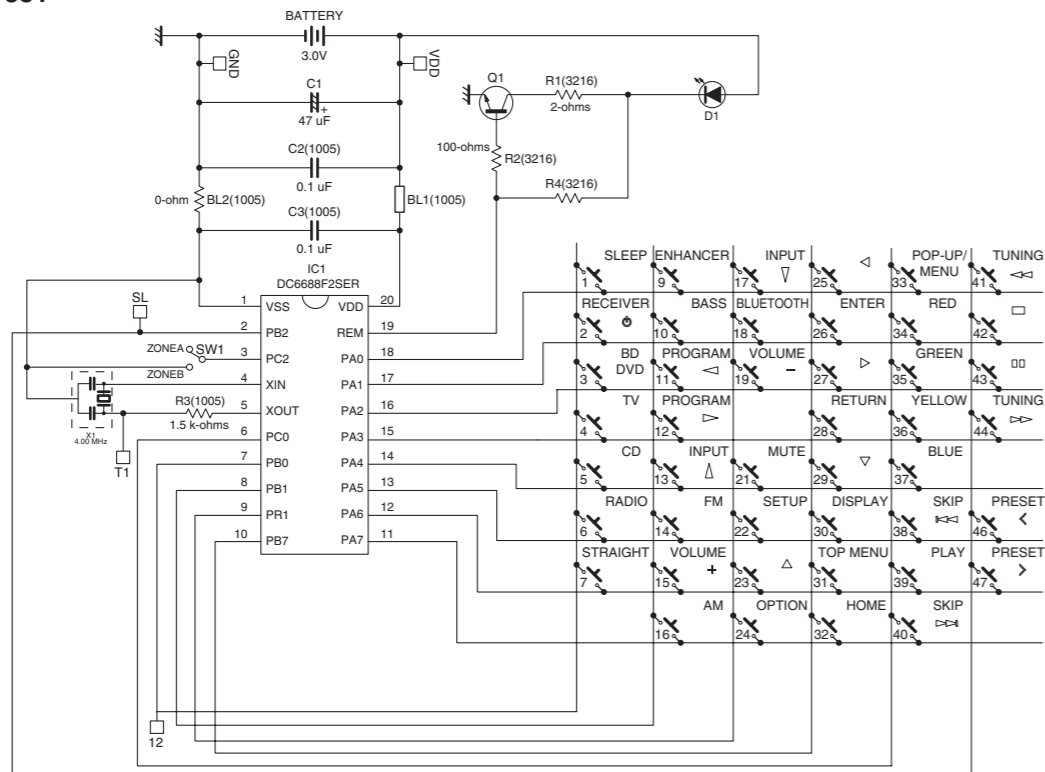 BATTERY
3.0V
GND
VDD
C1
+
47 uF
C2(1005)
0.1 uF
0-ohm
BL2(1005)
BL1(1005)
C3(1005)
0.1 uF
Q1
R1(3216)
2-ohms
D1
100-ohms
R2(3216)
R4(3216)
IC1
DC6688F2SER
1 VSS VDD 20
2 PB2 REM 19
3 PC2 PA0 18
4 XIN PA1 17
5 XOUT PA2 16
6 PC0 PA3 15
7 PB0 PA4 14
8 PB1 PA5 13
9 PR1 PA6 12
10 PB7 PA7 11
SL
ZONEA
SW1
ZONEB
R3(1005)
1.5 k-ohms
X1
4.00 MHz
T1
12
SLEEP ENHANCER INPUT POP-UP/ MENU TUNING
1 9 17 25 33 41
RECEIVER BASS BLUETOOTH ENTER RED
2 10 18 26 34 42
BD DVD PROGRAM VOLUME − GREEN
3 11 19 27 35 43
TV PROGRAM RETURN YELLOW TUNING
4 12 28 36 44
CD INPUT MUTE BLUE
5 13 21 29 37
RADIO FM SETUP DISPLAY SKIP PRESET
6 14 22 30 38 46
STRAIGHT VOLUME + TOP MENU PLAY PRESET
7 15 23 31 39 47
AM OPTION HOME SKIP
16 24 32 40